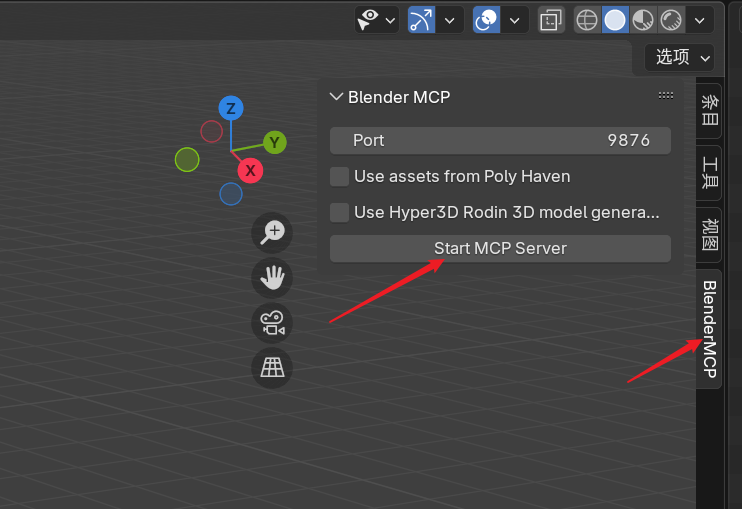 选项
Blender MCP
Port 9876
Use assets from Poly Haven
Use Hyper3D Rodin 3D model genera...
Start MCP Server
条目
工具
视图
BlenderMCP
Z
Y
X